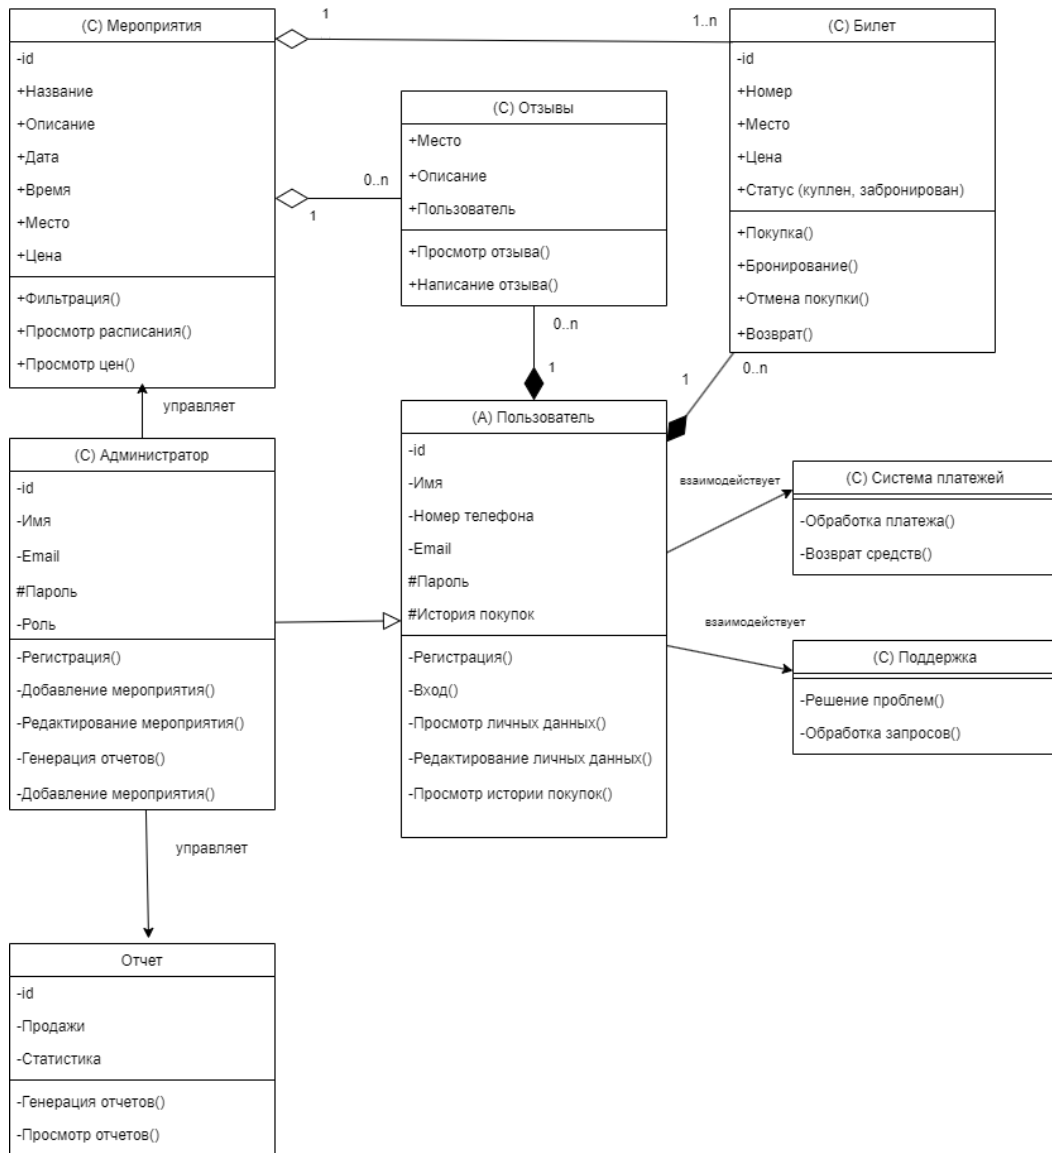 (C) Мероприятия
-id
+Название
+Описание
+Дата
+Время
+Место
+Цена
+Фильтрация()
+Просмотр расписания()
+Просмотр цен()
1
1..n
1
0..n
(C) Отзывы
+Место
+Описание
+Пользователь
+Просмотр отзыва()
+Написание отзыва()
0..n
1
(C) Билет
-id
+Номер
+Место
+Цена
+Статус (куплен, забронирован)
+Покупка()
+Бронирование()
+Отмена покупки()
+Возврат()
0..n
1
управляет
(C) Администратор
-id
-Имя
-Email
#Пароль
-Роль
-Регистрация()
-Добавление мероприятия()
-Редактирование мероприятия()
-Генерация отчетов()
-Добавление мероприятия()
(A) Пользователь
-id
-Имя
-Номер телефона
-Email
#Пароль
#История покупок
-Регистрация()
-Вход()
-Просмотр личных данных()
-Редактирование личных данных()
-Просмотр истории покупок()
взаимодействует
(C) Система платежей
-Обработка платежа()
-Возврат средств()
взаимодействует
(C) Поддержка
-Решение проблем()
-Обработка запросов()
управляет
Отчет
-id
-Продажи
-Статистика
-Генерация отчетов()
-Просмотр отчетов()